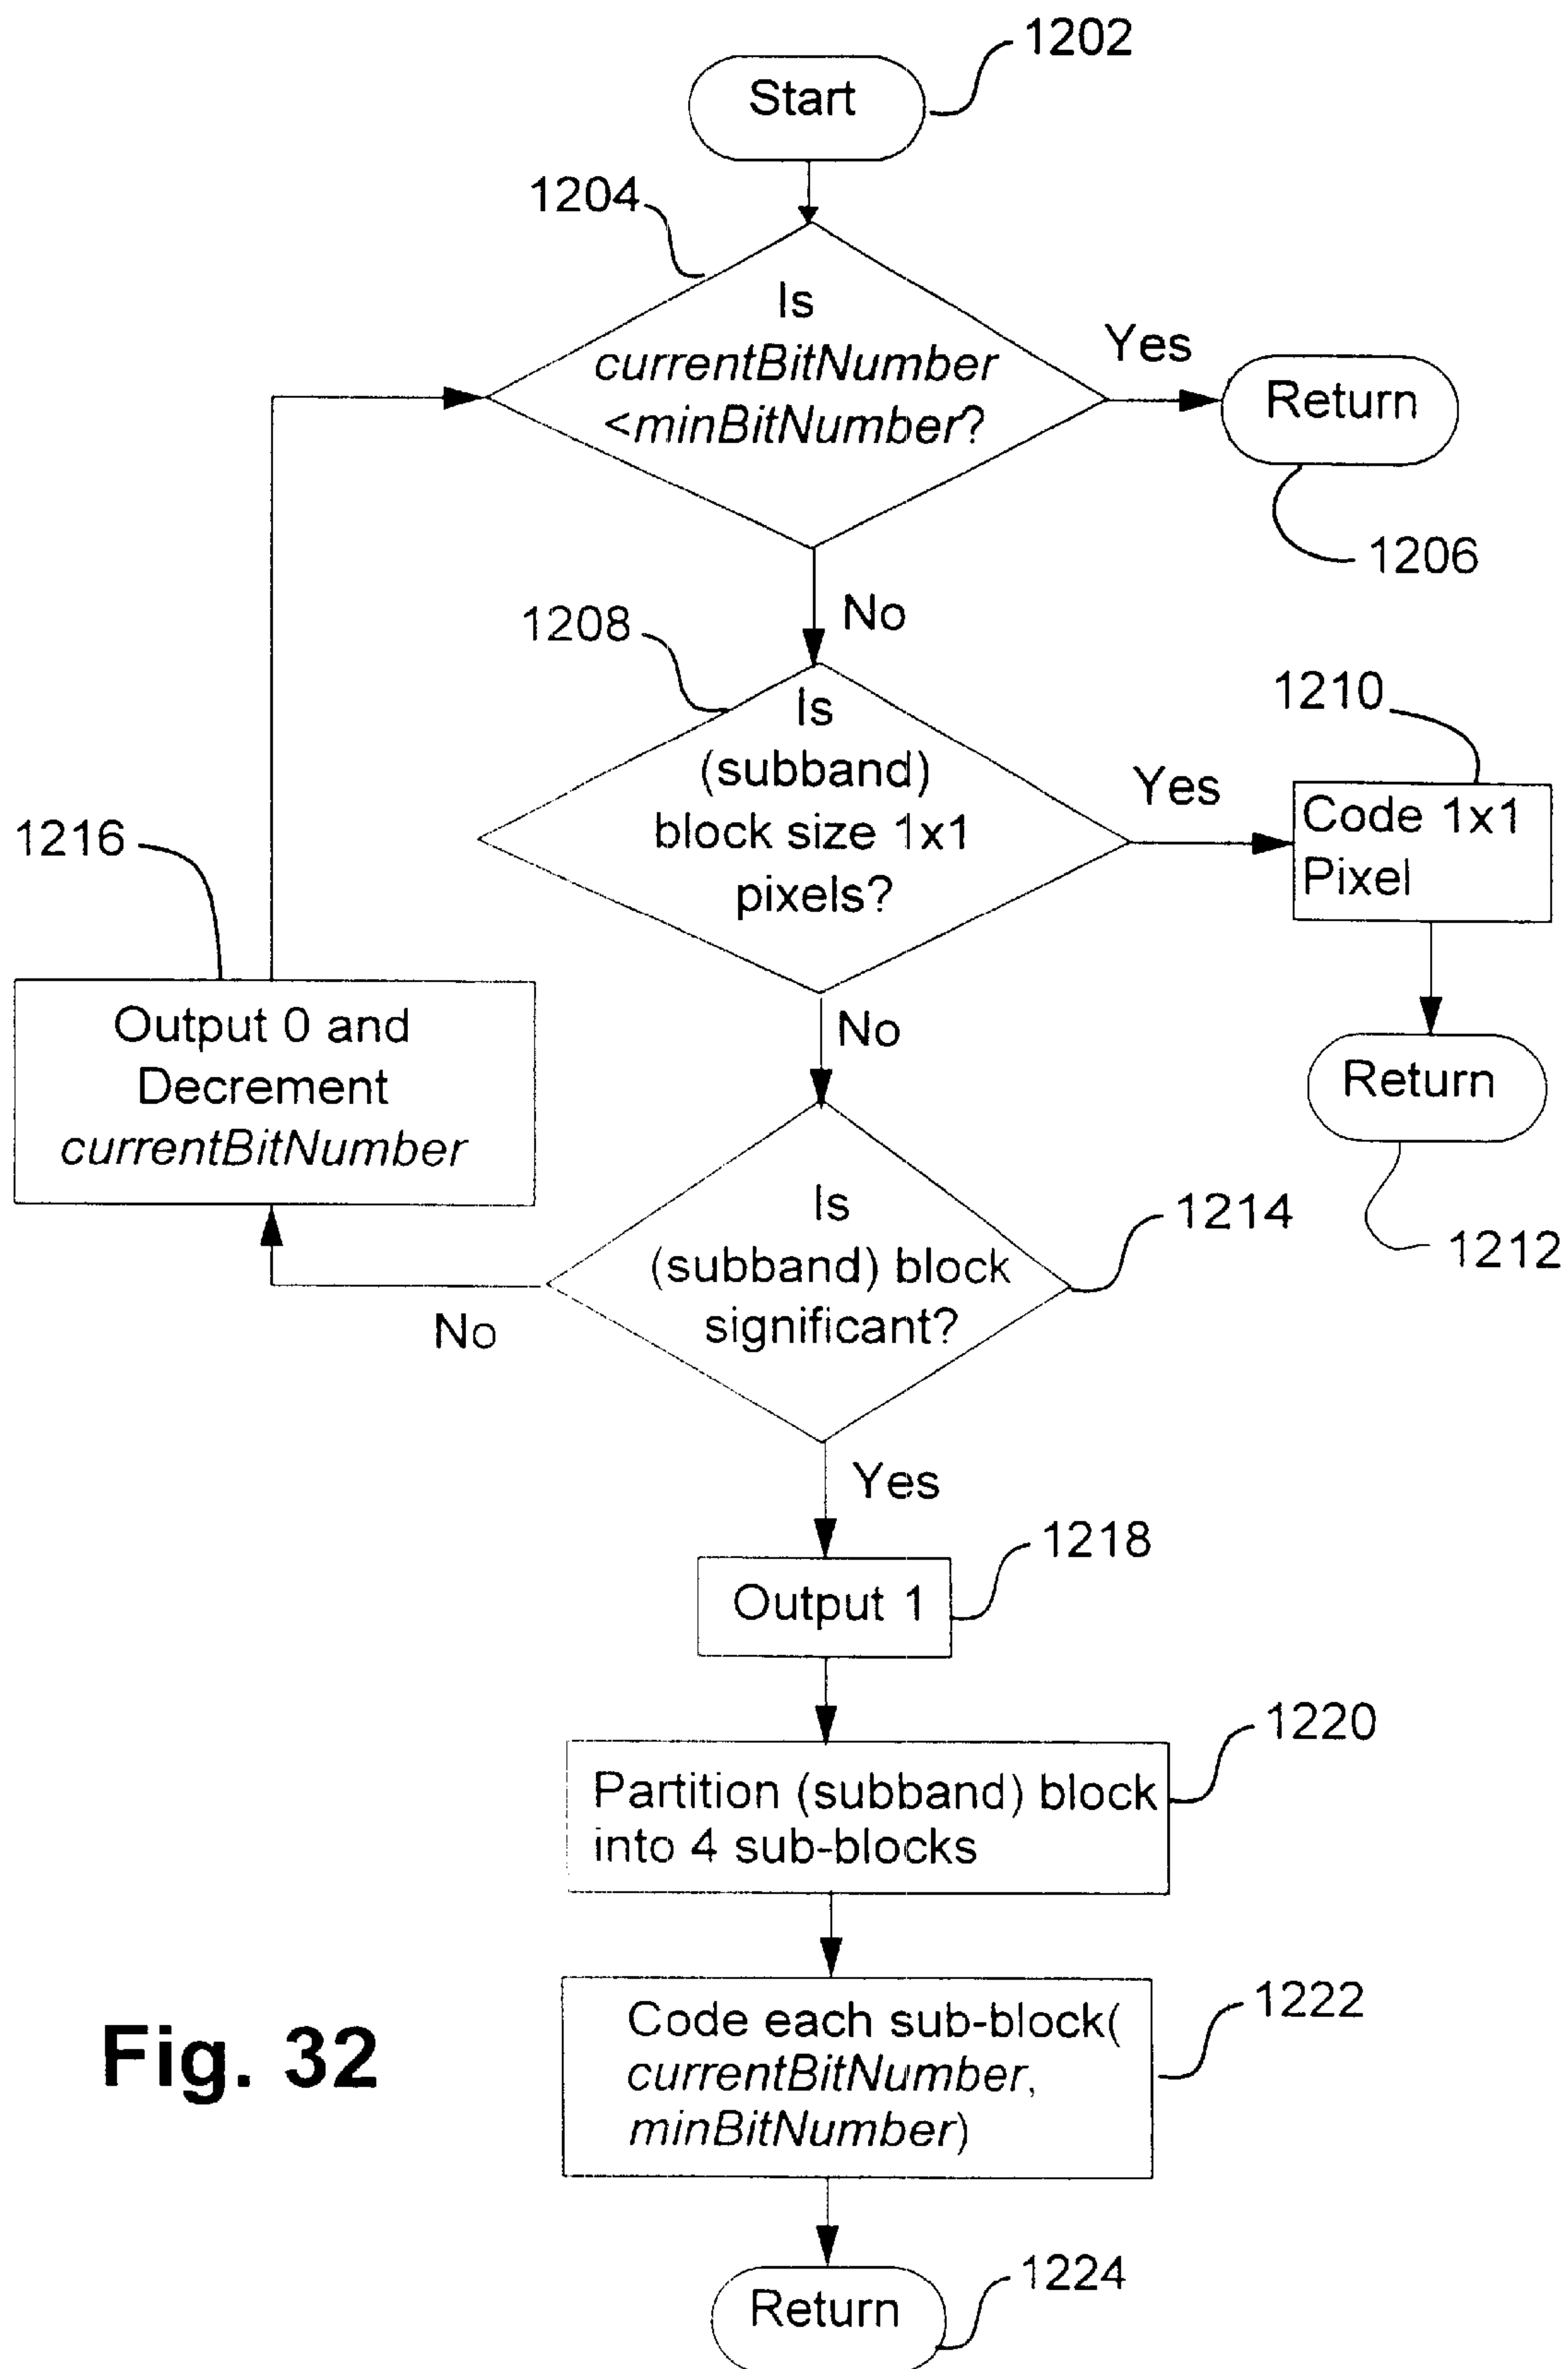 1202
Start
1204
Is
currentBitNumber
<minBitNumber?
Yes
Return
1206
No
1208
Is
(subband)
block size 1x1
pixels?
Yes
1210
Code 1x1
Pixel
1216
Output 0 and
Decrement
currentBitNumber
No
Return
1212
Is
(subband) block
significant?
1214
No
Yes
1218
Output 1
1220
Partition (subband) block
into 4 sub-blocks
1222
Code each sub-block(
currentBitNumber,
minBitNumber)
Fig. 32
1224
Return